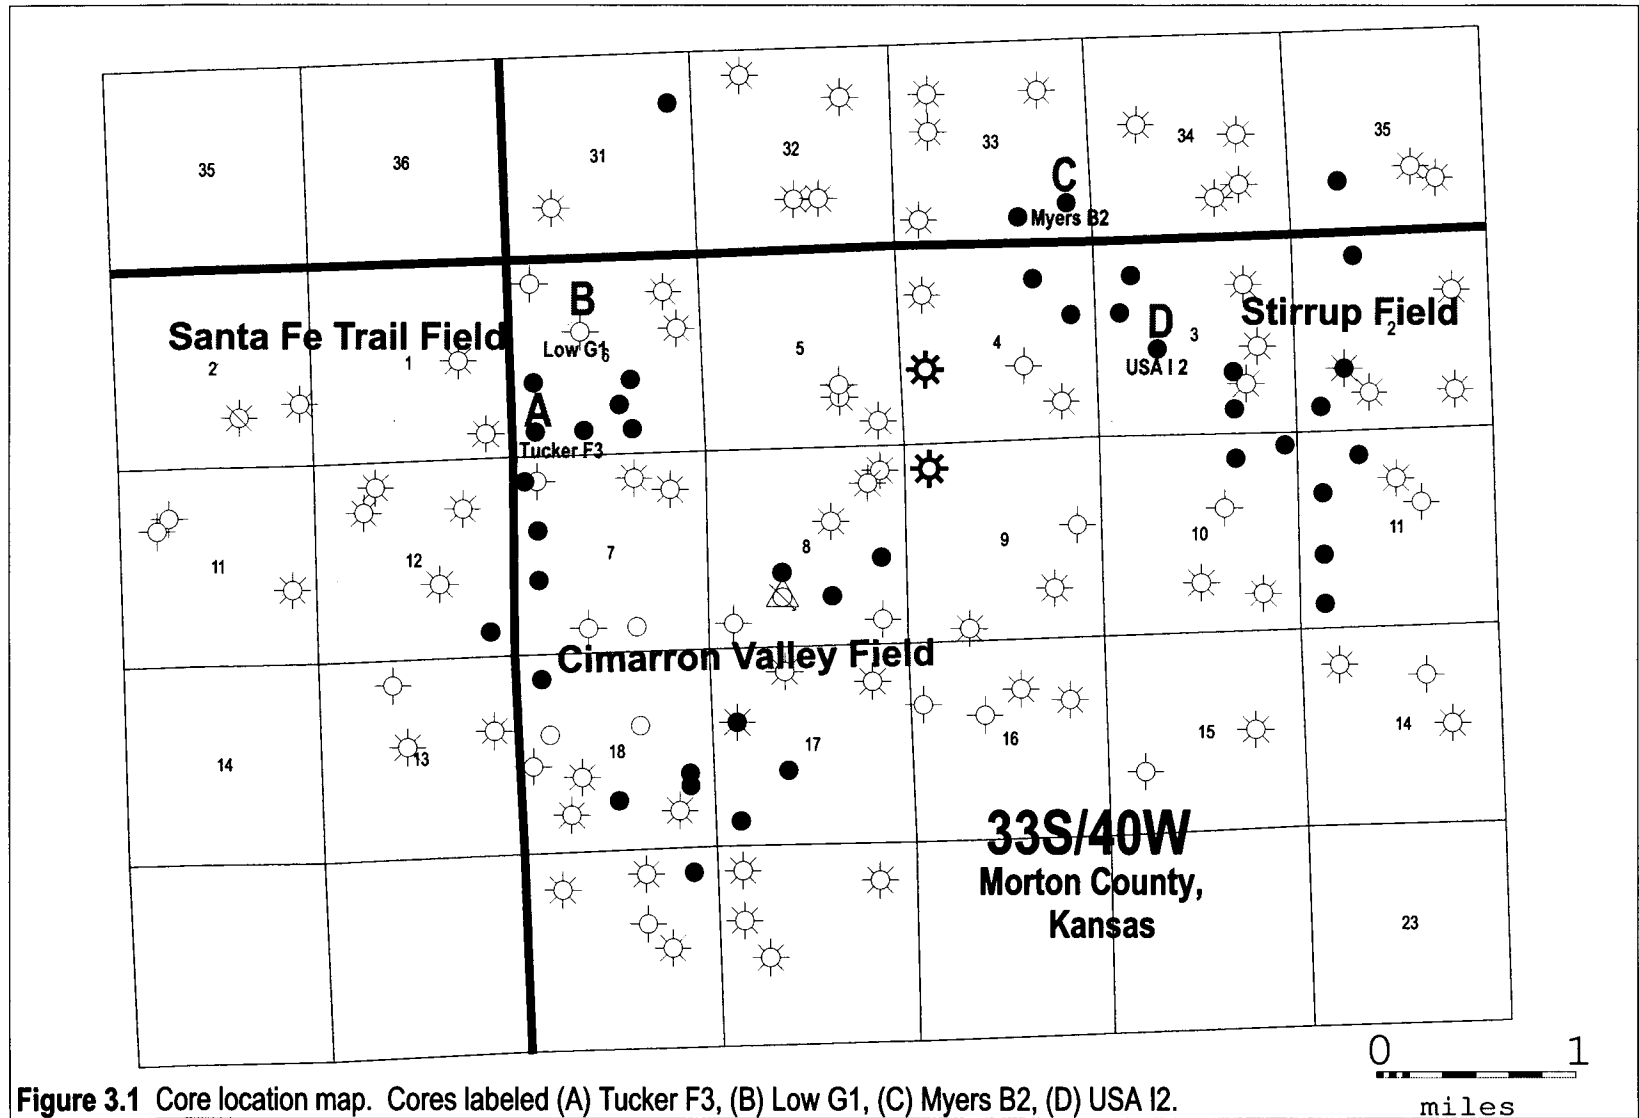 35
36
31
32
33
34
35
C
Myers B2
B
Low G1
6
Santa Fe Trail Field
2
1
5
4
D
3
USA I 2
Stirrup Field
2
A
Tucker F3
11
12
7
8
9
10
11
Cimarron Valley Field
14
13
18
17
16
15
14
33S/40W
Morton County,
Kansas
23
0 1
miles
Figure 3.1 Core location map. Cores labeled (A) Tucker F3, (B) Low G1, (C) Myers B2, (D) USA I2.